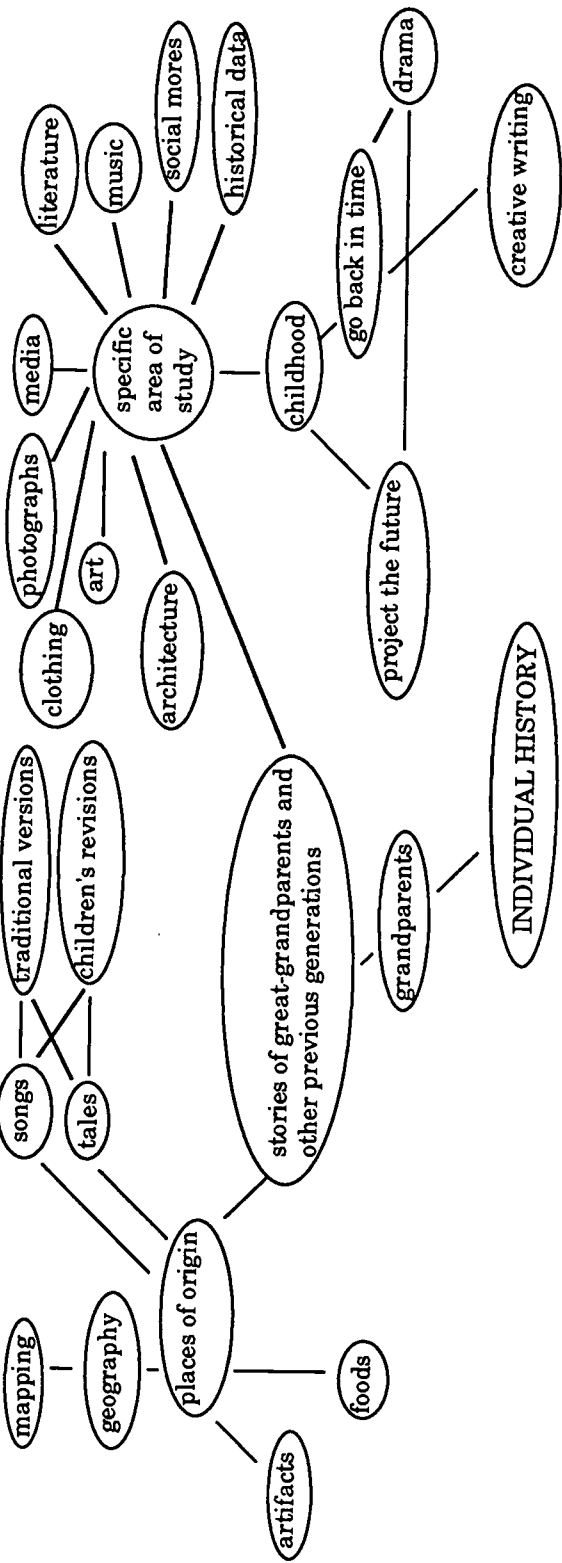 mapping
geography
places of origin
artifacts
foods
songs
tales
traditional versions
children's revisions
stories of great-grandparents and
other previous generations
grandparents
INDIVIDUAL HISTORY
clothing
photographs
media
art
architecture
specific
area of
study
literature
music
social mores
historical data
childhood
go back in time
project the future
drama
creative writing